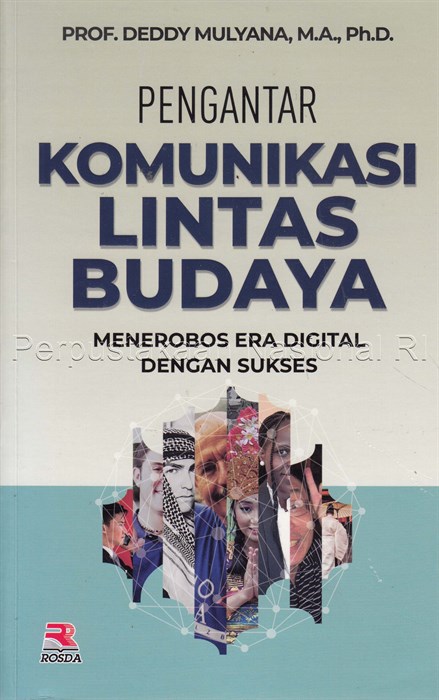 PROF. DEDDY MULYANA, M.A., Ph.D.
PENGANTAR
KOMUNIKASI
LINTAS
BUDAYA
MENEROBOS ERA DIGITAL
DENGAN SUKSES
Perpustakaan Nasional RI
R
ROSDA